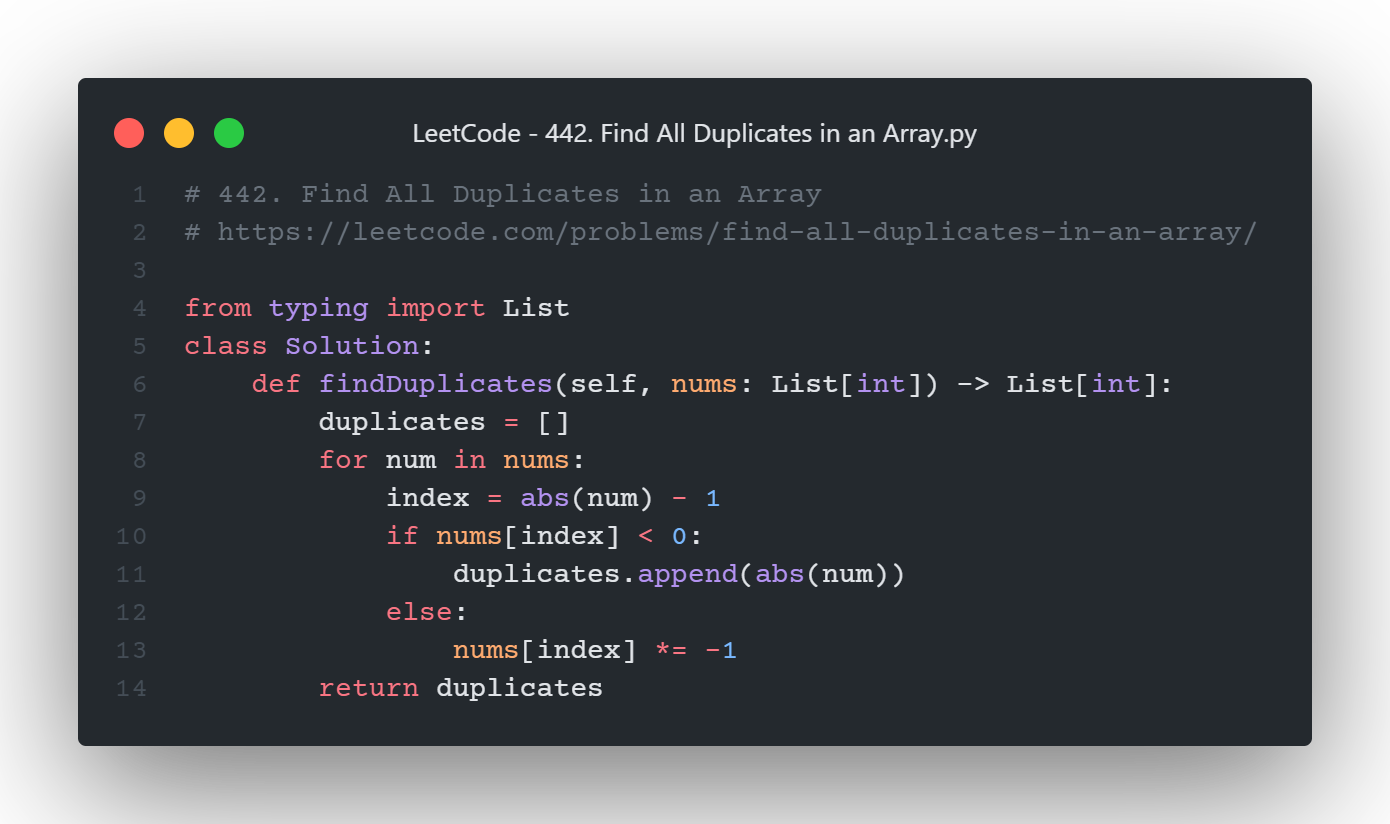 LeetCode - 442. Find All Duplicates in an Array.py
1 # 442. Find All Duplicates in an Array
2 # https://leetcode.com/problems/find-all-duplicates-in-an-array/
3
4 from typing import List
5 class Solution:
6     def findDuplicates(self, nums: List[int]) -> List[int]:
7         duplicates = []
8         for num in nums:
9             index = abs(num) - 1
10             if nums[index] < 0:
11                 duplicates.append(abs(num))
12             else:
13                 nums[index] *= -1
14         return duplicates